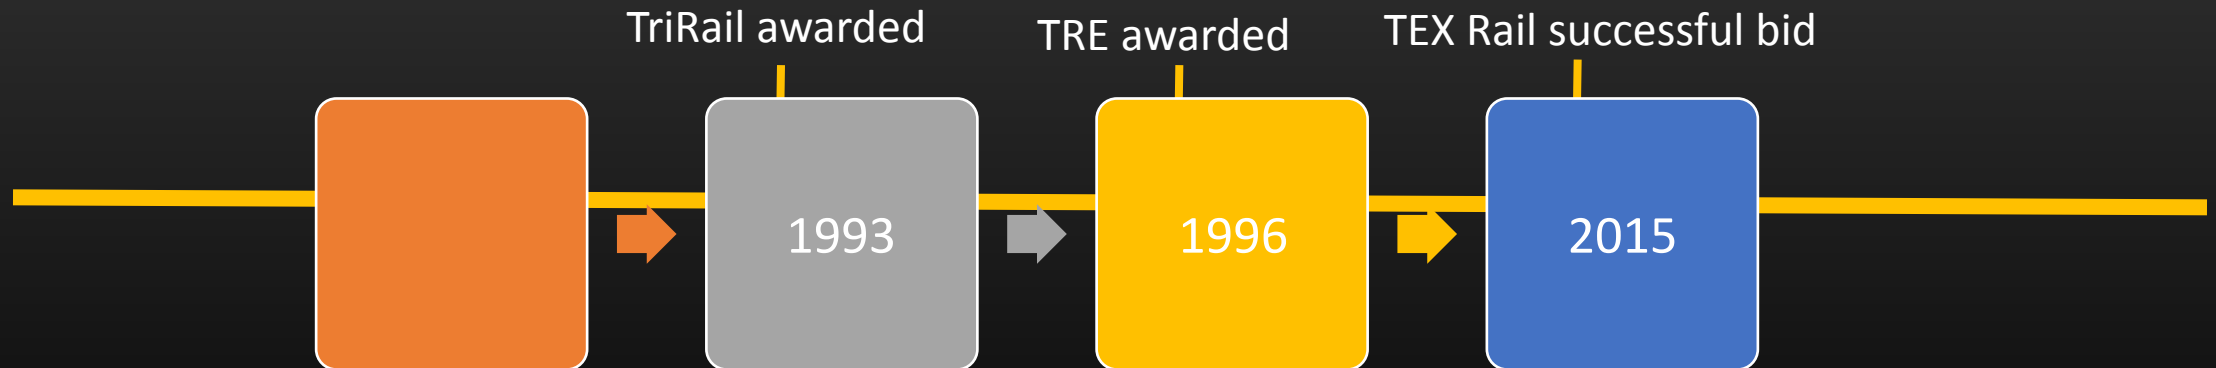 TriRail awarded
TRE awarded
TEX Rail successful bid
1993
1996
2015